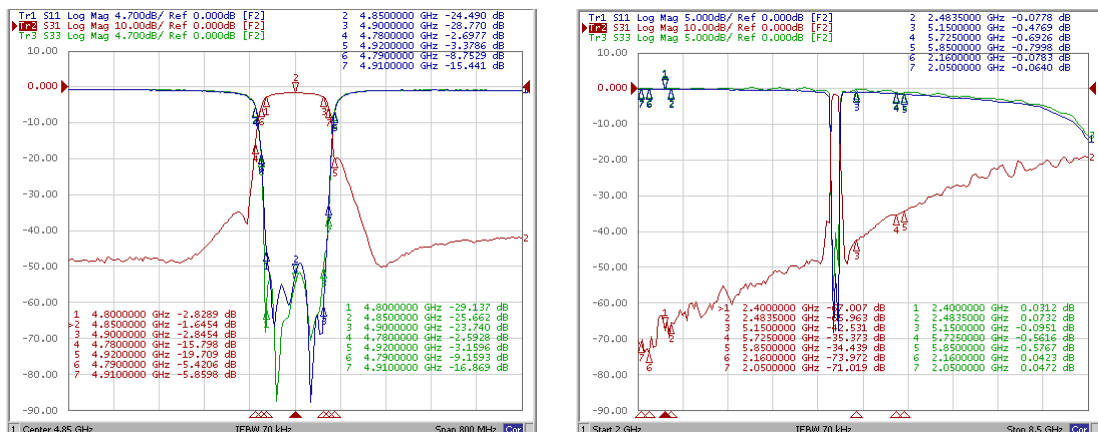 Tr1 S11 Log Mag 4.700dB/ Ref 0.000dB [F2]
Tr2 S31 Log Mag 10.00dB/ Ref 0.000dB [F2]
Tr3 S33 Log Mag 4.700dB/ Ref 0.000dB [F2]
2 4.8500000 GHz -24.490 dB
3 4.9000000 GHz -28.770 dB
4 4.7800000 GHz -2.6977 dB
5 4.9200000 GHz -3.3786 dB
6 4.7900000 GHz -8.7529 dB
7 4.9100000 GHz -15.441 dB
10.00
0.000
-10.00
-20.00
-30.00
-40.00
-50.00
-60.00
-70.00
-80.00
-90.00
1 4.8000000 GHz -2.8289 dB
>2 4.8500000 GHz -1.6454 dB
3 4.9000000 GHz -2.8454 dB
4 4.7800000 GHz -15.798 dB
5 4.9200000 GHz -19.709 dB
6 4.7900000 GHz -5.4206 dB
7 4.9100000 GHz -5.8598 dB
1 4.8000000 GHz -29.137 dB
2 4.8500000 GHz -25.662 dB
3 4.9000000 GHz -23.740 dB
4 4.7800000 GHz -2.5928 dB
5 4.9200000 GHz -3.1596 dB
6 4.7900000 GHz -9.1593 dB
7 4.9100000 GHz -16.869 dB
1 Center 4.85 GHz IFBW 70 kHz Span 800 MHz Cor
Tr1 S11 Log Mag 5.000dB/ Ref 0.000dB [F2]
Tr2 S31 Log Mag 10.00dB/ Ref 0.000dB [F2]
Tr3 S33 Log Mag 5.000dB/ Ref 0.000dB [F2]
2 2.4835000 GHz -0.0778 dB
3 5.1500000 GHz -0.4769 dB
4 5.7250000 GHz -0.6926 dB
5 5.8500000 GHz -0.7998 dB
6 2.1600000 GHz -0.0783 dB
7 2.0500000 GHz -0.0640 dB
10.00
0.000
-10.00
-20.00
-30.00
-40.00
-50.00
-60.00
-70.00
-80.00
-90.00
>1 2.4000000 GHz -67.007 dB
2 2.4835000 GHz -65.963 dB
3 5.1500000 GHz -42.531 dB
4 5.7250000 GHz -35.373 dB
5 5.8500000 GHz -34.439 dB
6 2.1600000 GHz -73.972 dB
7 2.0500000 GHz -71.019 dB
1 2.4000000 GHz 0.0312 dB
2 2.4835000 GHz 0.0732 dB
3 5.1500000 GHz -0.0951 dB
4 5.7250000 GHz -0.5616 dB
5 5.8500000 GHz -0.5767 dB
6 2.1600000 GHz 0.0423 dB
7 2.0500000 GHz 0.0472 dB
1 Start 2 GHz IFBW 70 kHz Stop 8.5 GHz Cor